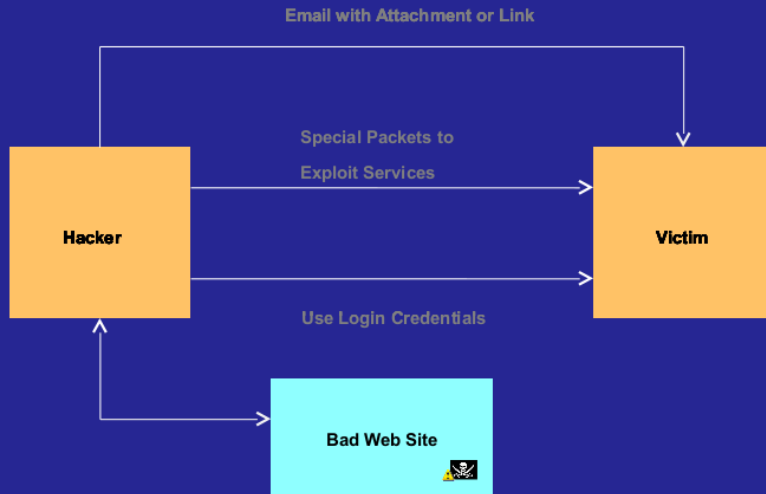 Email with Attachment or Link
Special Packets to
Exploit Services
Hacker
Victim
Use Login Credentials
Bad Web Site